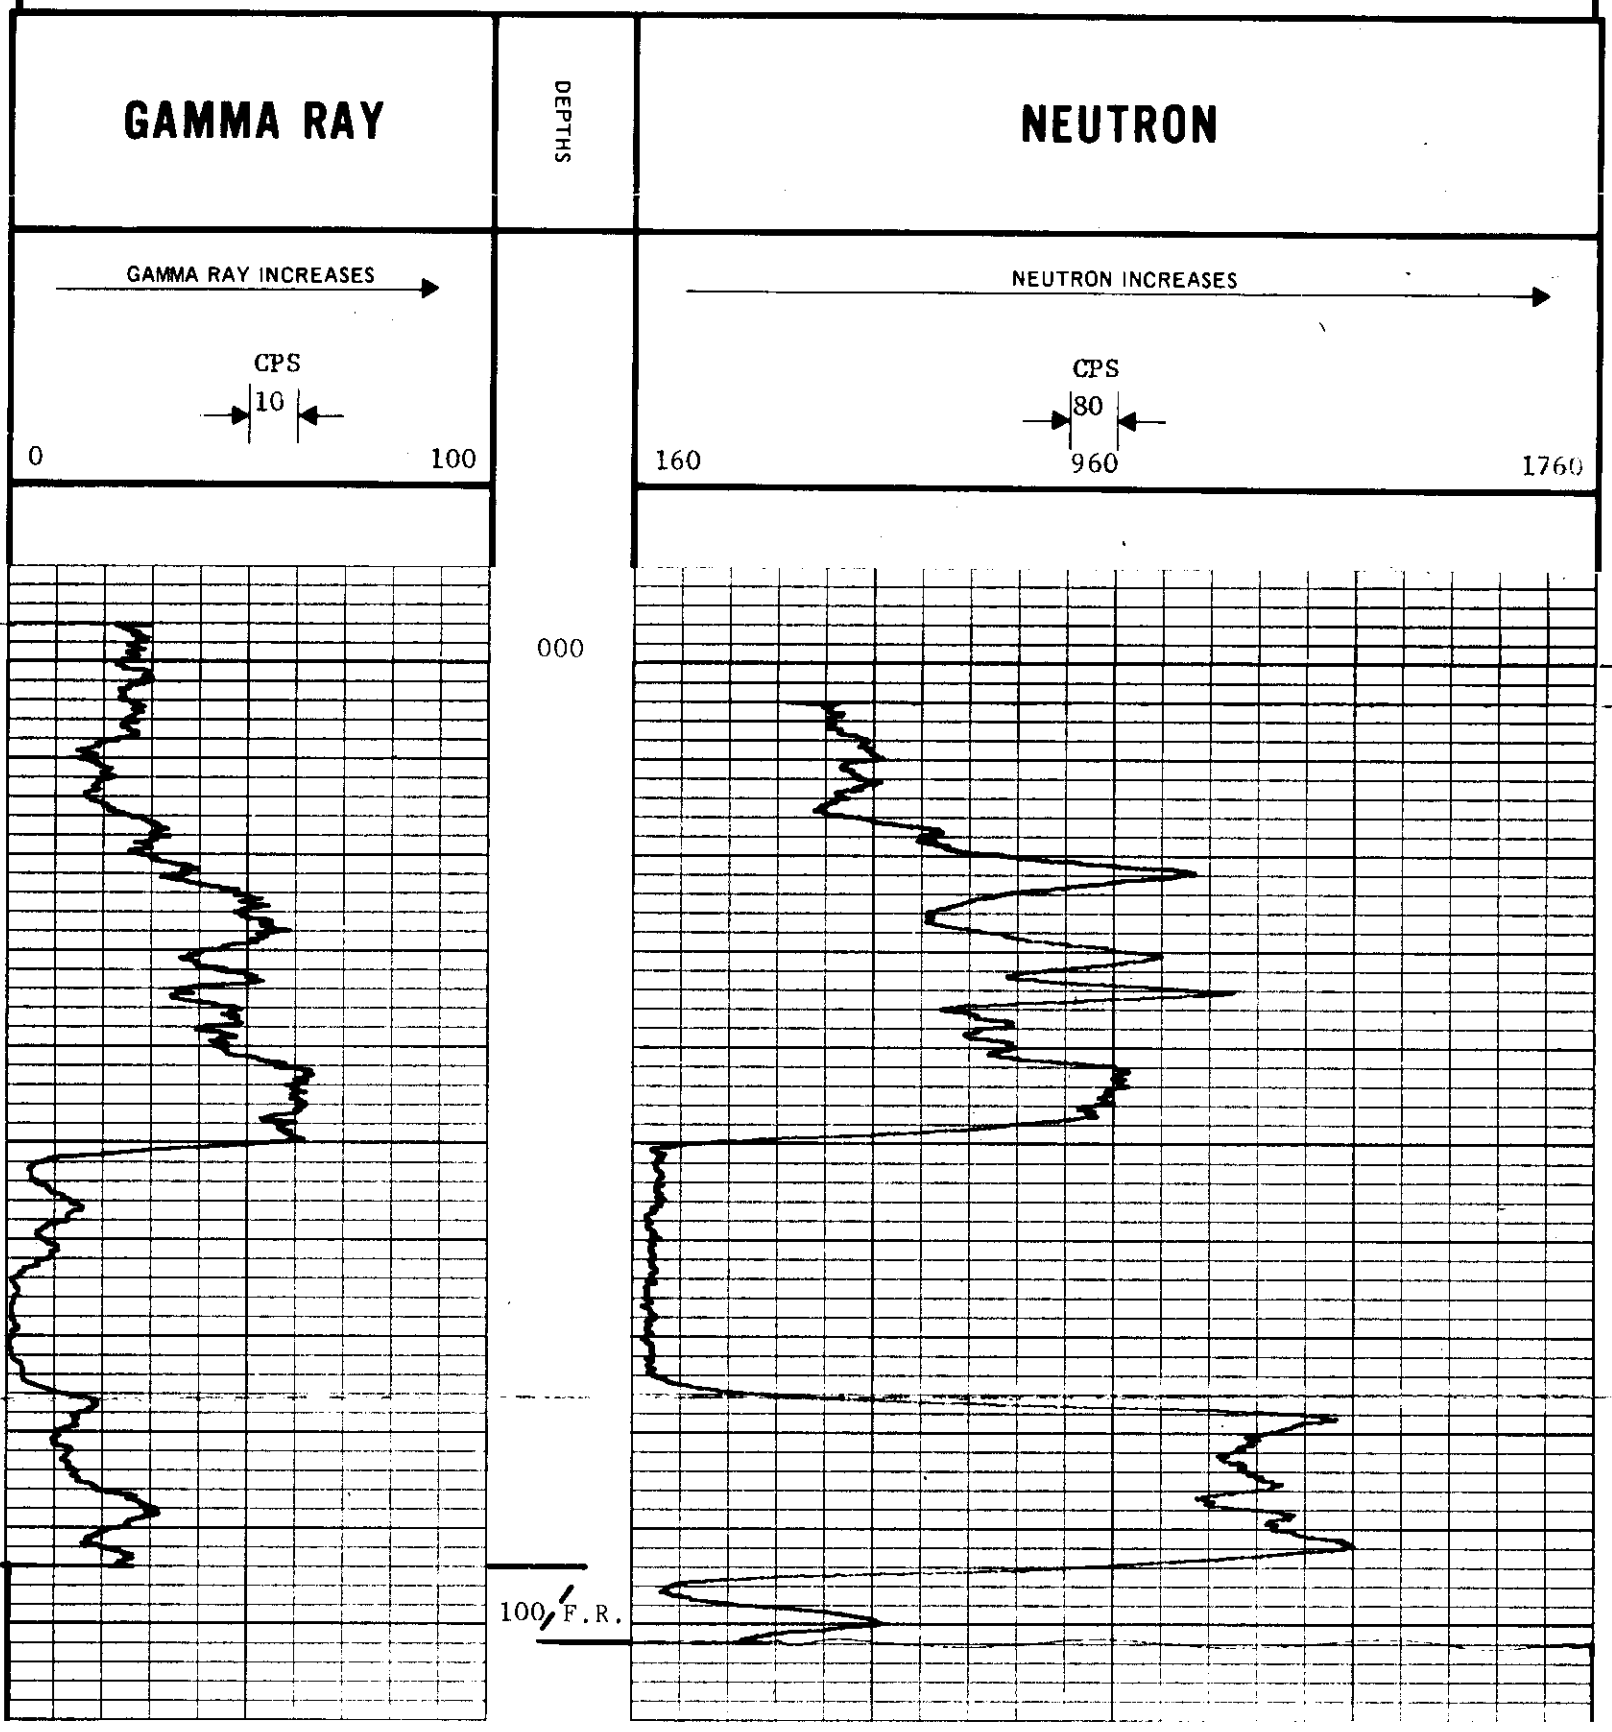 GAMMA RAY
DEPTHS
NEUTRON
GAMMA RAY INCREASES
NEUTRON INCREASES
CPS
10
0 100
CPS
80
160 960 1760
000
100/F.R.